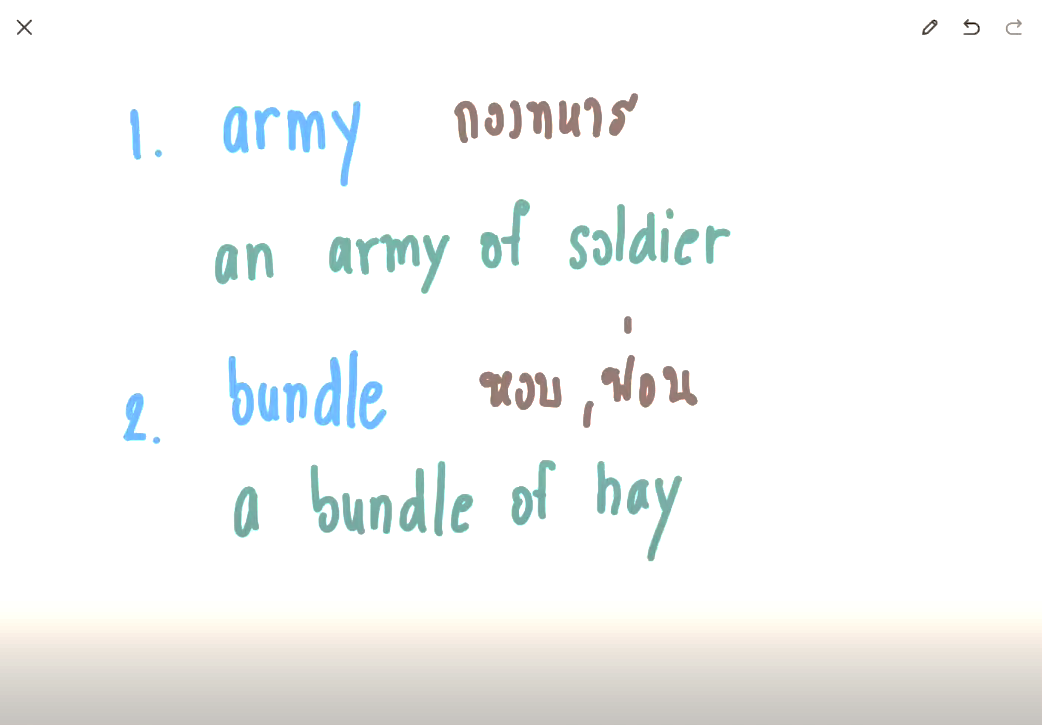 1. army กองทหาร
an army of soldier
2. bundle หอบ , ฟ่อน
a bundle of hay